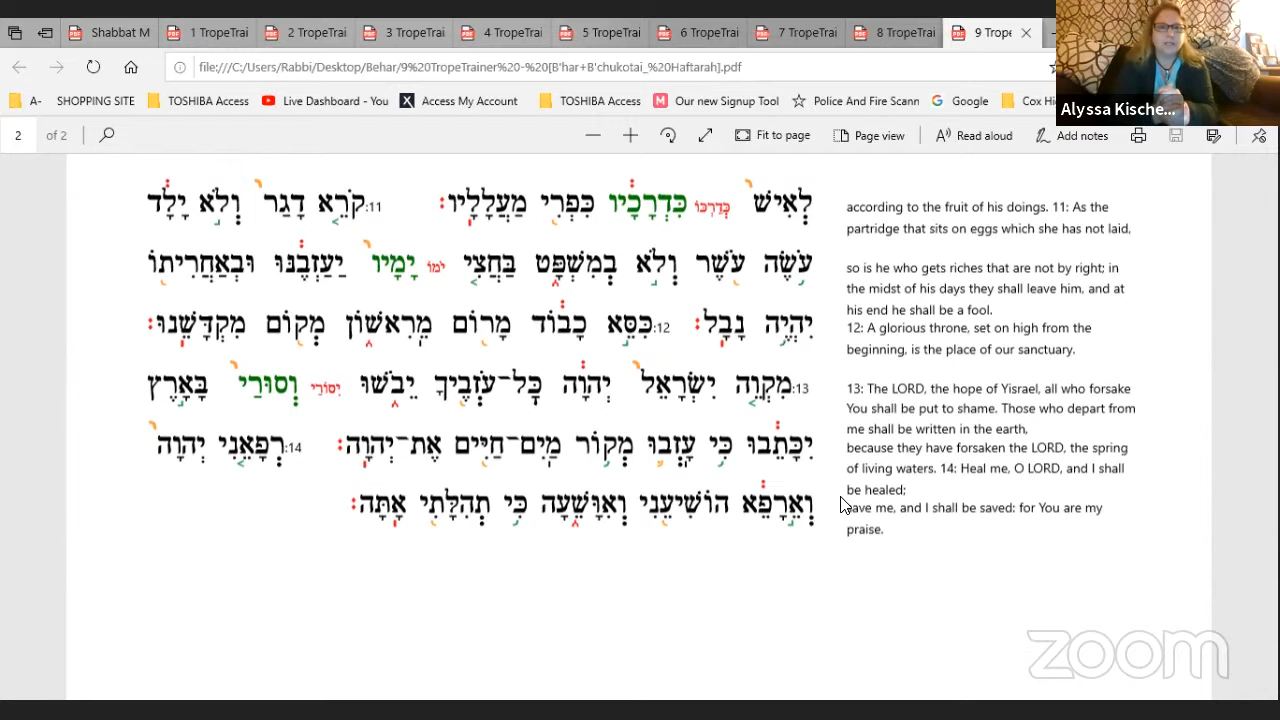 Shabbat M
1 TropeTrai
2 TropeTrai
3 TropeTrai
4 TropeTrai
5 TropeTrai
6 TropeTrai
7 TropeTrai
8 TropeTrai
9 Trope
file:///C:/Users/Rabbi/Desktop/Behar/9%20TropeTrainer%20-%20[B'har+B'chukotai_%20Haftarah].pdf
A- SHOPPING SITE
TOSHIBA Access
Live Dashboard - You
Access My Account
TOSHIBA Access
Our new Signup Tool
Police And Fire Scann
Google
Cox Hi
Alyssa Kische...
2 of 2
Fit to page
Page view
Read aloud
Add notes
לְאִישׁ כְּדַרְכּוֹ כִּדְרָכָיו כִּפְרִי מַעֲלָלָיו׃ 11: קֹרֵא דָגַר וְלֹא יָלָד
עֹשֶׂה עֹשֶׁר וְלֹא בְמִשְׁפָּט בַּחֲצִי יֹמוֹ יָמָיו יַעַזְבֶנּוּ וּבְאַחֲרִיתוֹ
יִהְיֶה נָבָל׃ 12: כִּסֵּא כָבוֹד מָרוֹם מֵרִאשׁוֹן מְקוֹם מִקְדָּשֵׁנוּ׃
13: מִקְוֵה יִשְׂרָאֵל יְהוָה כָּל־עֹזְבֶיךָ יֵבֹשׁוּ יִסּוֹרַי וְסוּרַי בָּאָרֶץ
יִכָּתֵבוּ כִּי עָזְבוּ מְקוֹר מַיִם־חַיִּים אֶת־יְהוָה׃ 14: רְפָאֵנִי יְהוָה
וְאֵרָפֵא הוֹשִׁיעֵנִי וְאִוָּשֵׁעָה כִּי תְהִלָּתִי אָתָּה׃
according to the fruit of his doings. 11: As the
partridge that sits on eggs which she has not laid,
so is he who gets riches that are not by right; in
the midst of his days they shall leave him, and at
his end he shall be a fool.
12: A glorious throne, set on high from the
beginning, is the place of our sanctuary.
13: The LORD, the hope of Yisrael, all who forsake
You shall be put to shame. Those who depart from
me shall be written in the earth,
because they have forsaken the LORD, the spring
of living waters. 14: Heal me, O LORD, and I shall
be healed;
ave me, and I shall be saved: for You are my
praise.
zoom